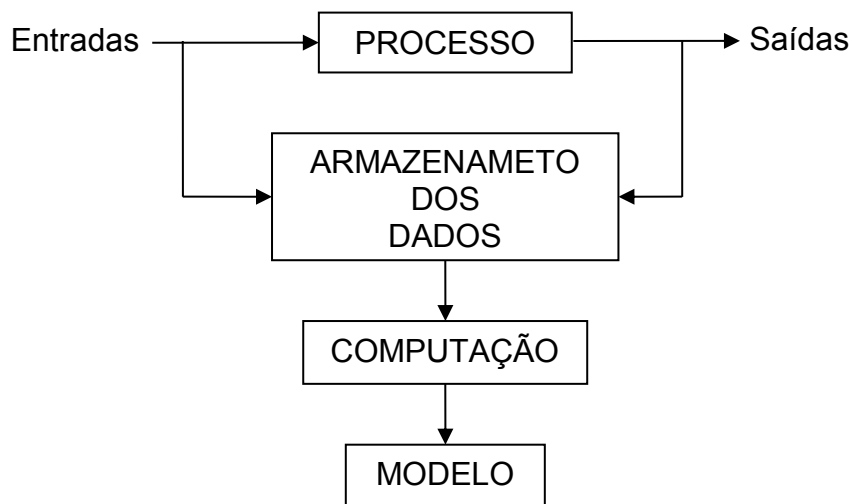 Entradas
PROCESSO
Saídas
ARMAZENAMETO
DOS
DADOS
COMPUTAÇÃO
MODELO